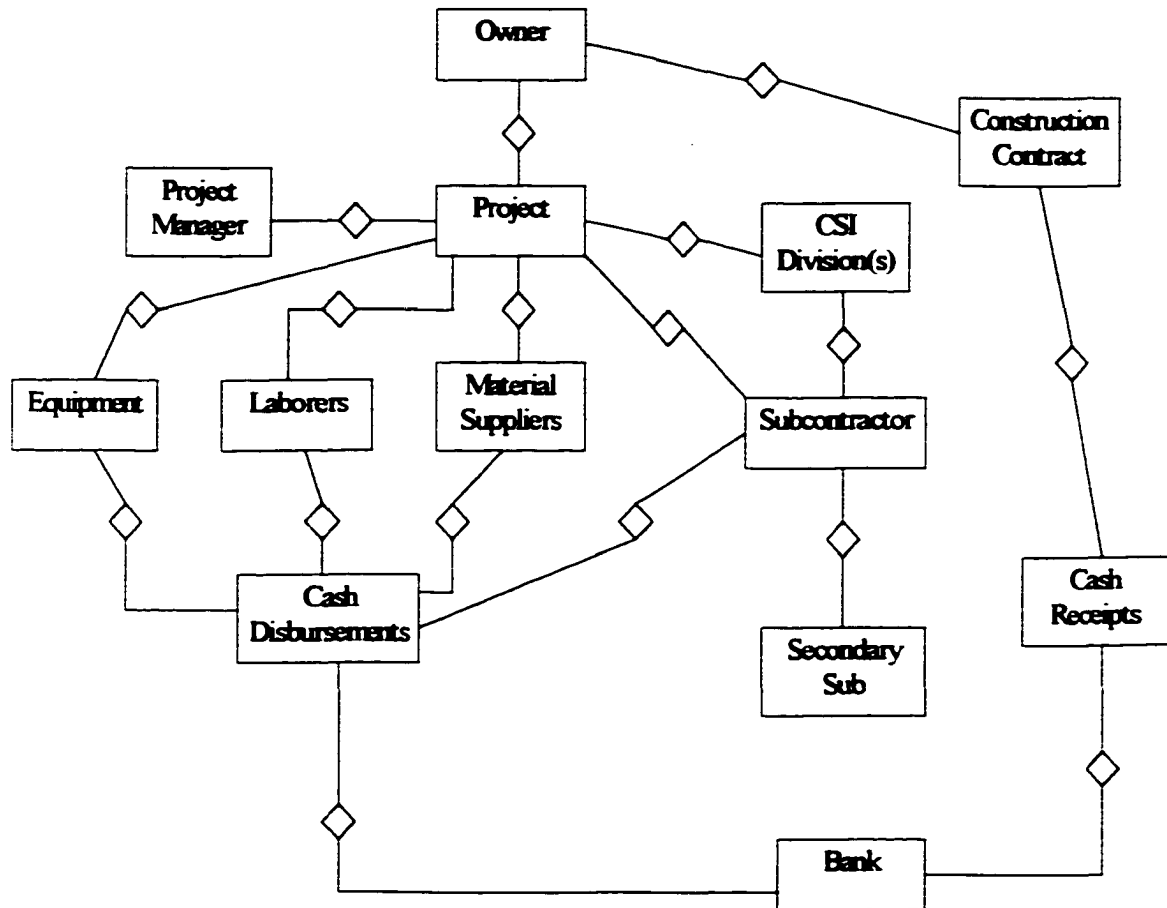 Owner
Construction
Contract
Project
Manager
Project
CSI
Division(s)
Equipment
Laborers
Material
Suppliers
Subcontractor
Cash
Disbursements
Cash
Receipts
Secondary
Sub
Bank